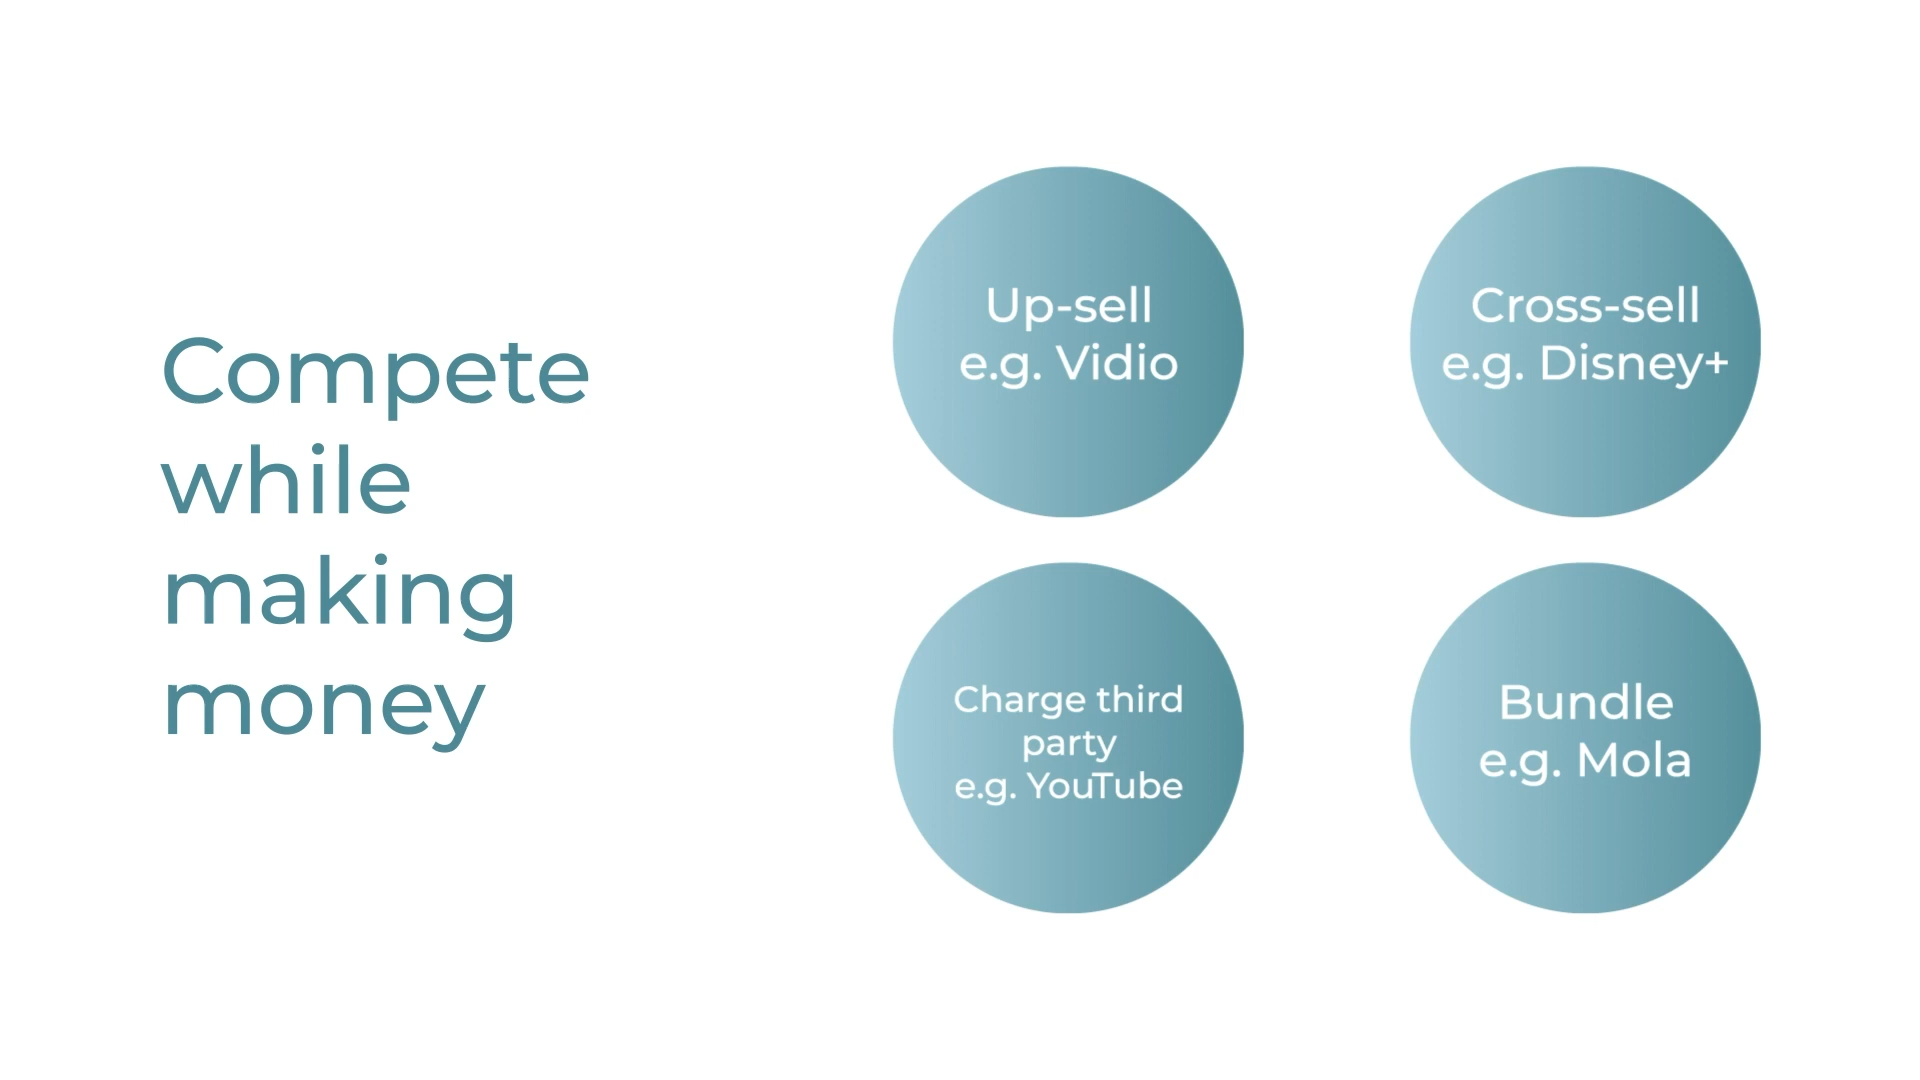 Compete
while
making
money
Up-sell
e.g. Vidio
Cross-sell
e.g. Disney+
Charge third
party
e.g. YouTube
Bundle
e.g. Mola